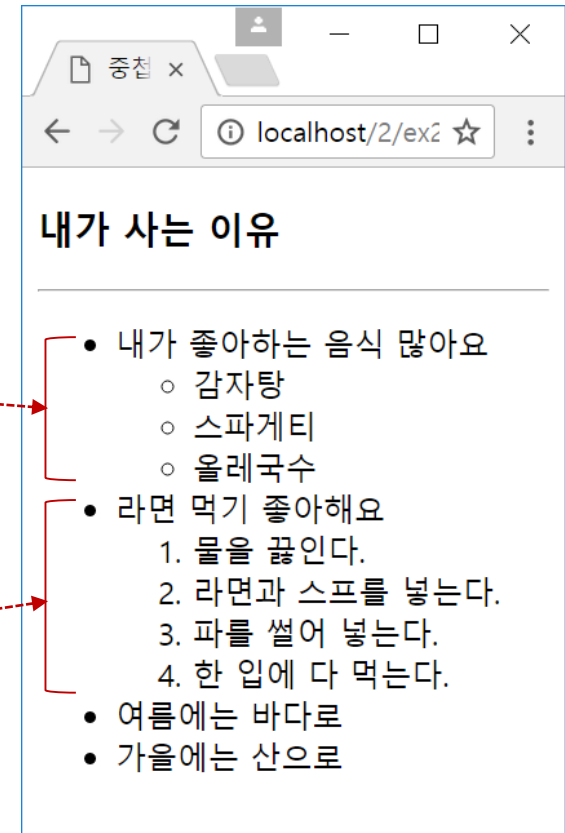 중첩
localhost/2/ex2
내가 사는 이유
내가 좋아하는 음식 많아요
감자탕
스파게티
올레국수
라면 먹기 좋아해요
1. 물을 끓인다.
2. 라면과 스프를 넣는다.
3. 파를 썰어 넣는다.
4. 한 입에 다 먹는다.
여름에는 바다로
가을에는 산으로